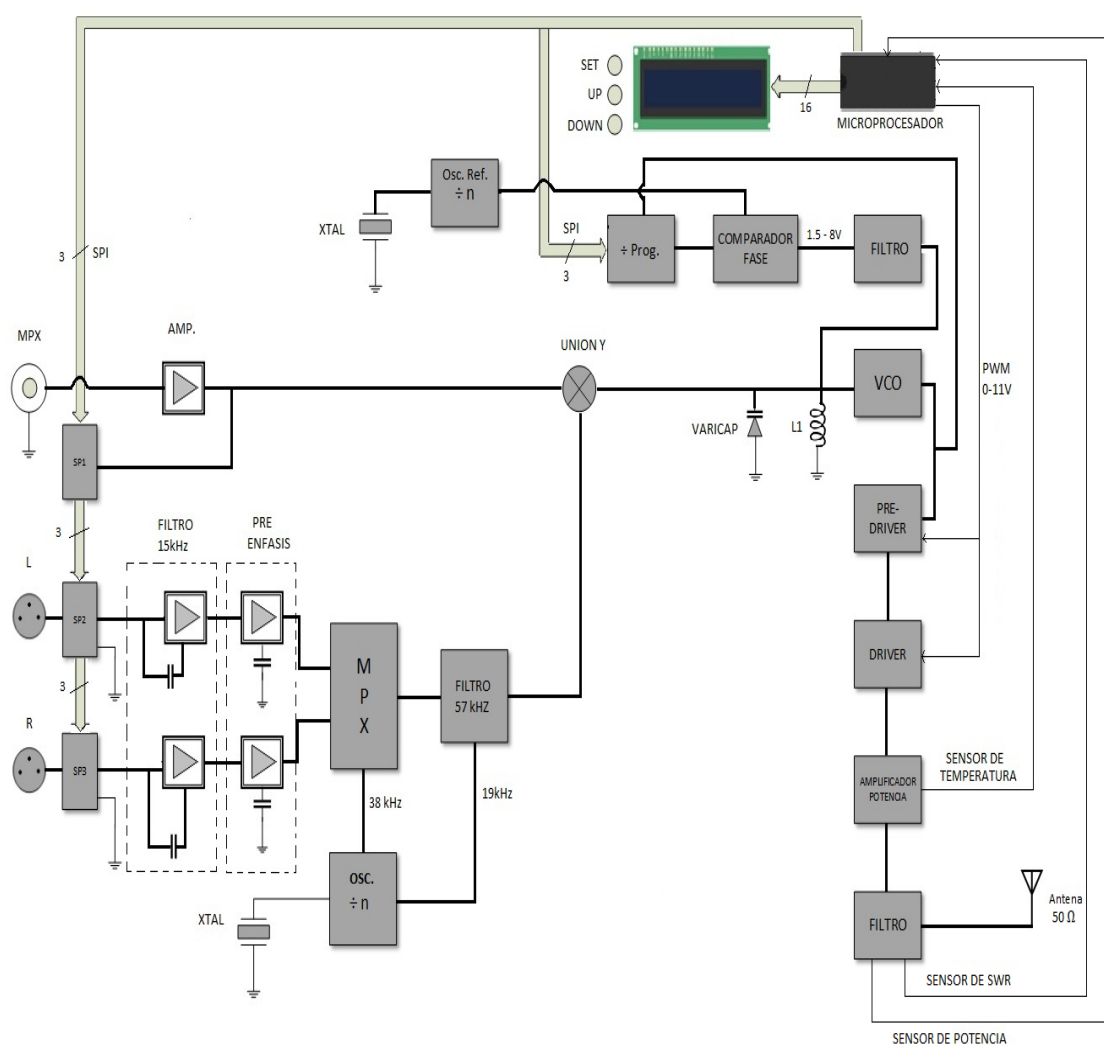 SET
UP
DOWN
16
MICROPROCESADOR
Osc. Ref.
÷ n
XTAL
SPI
3
÷ Prog.
COMPARADOR
FASE
1.5 - 8V
FILTRO
3
SPI
MPX
AMP.
UNION Y
VCO
PWM
0-11V
VARICAP
L1
SP1
PRE-
DRIVER
3
FILTRO
15kHz
PRE
ENFASIS
L
SP2
M
P
X
FILTRO
57 kHZ
DRIVER
3
R
SP3
SENSOR DE
TEMPERATURA
AMPLIFICADOR
POTENCIA
38 kHz
19kHz
OSC.
÷ n
XTAL
FILTRO
Antena
50 Ω
SENSOR DE SWR
SENSOR DE POTENCIA